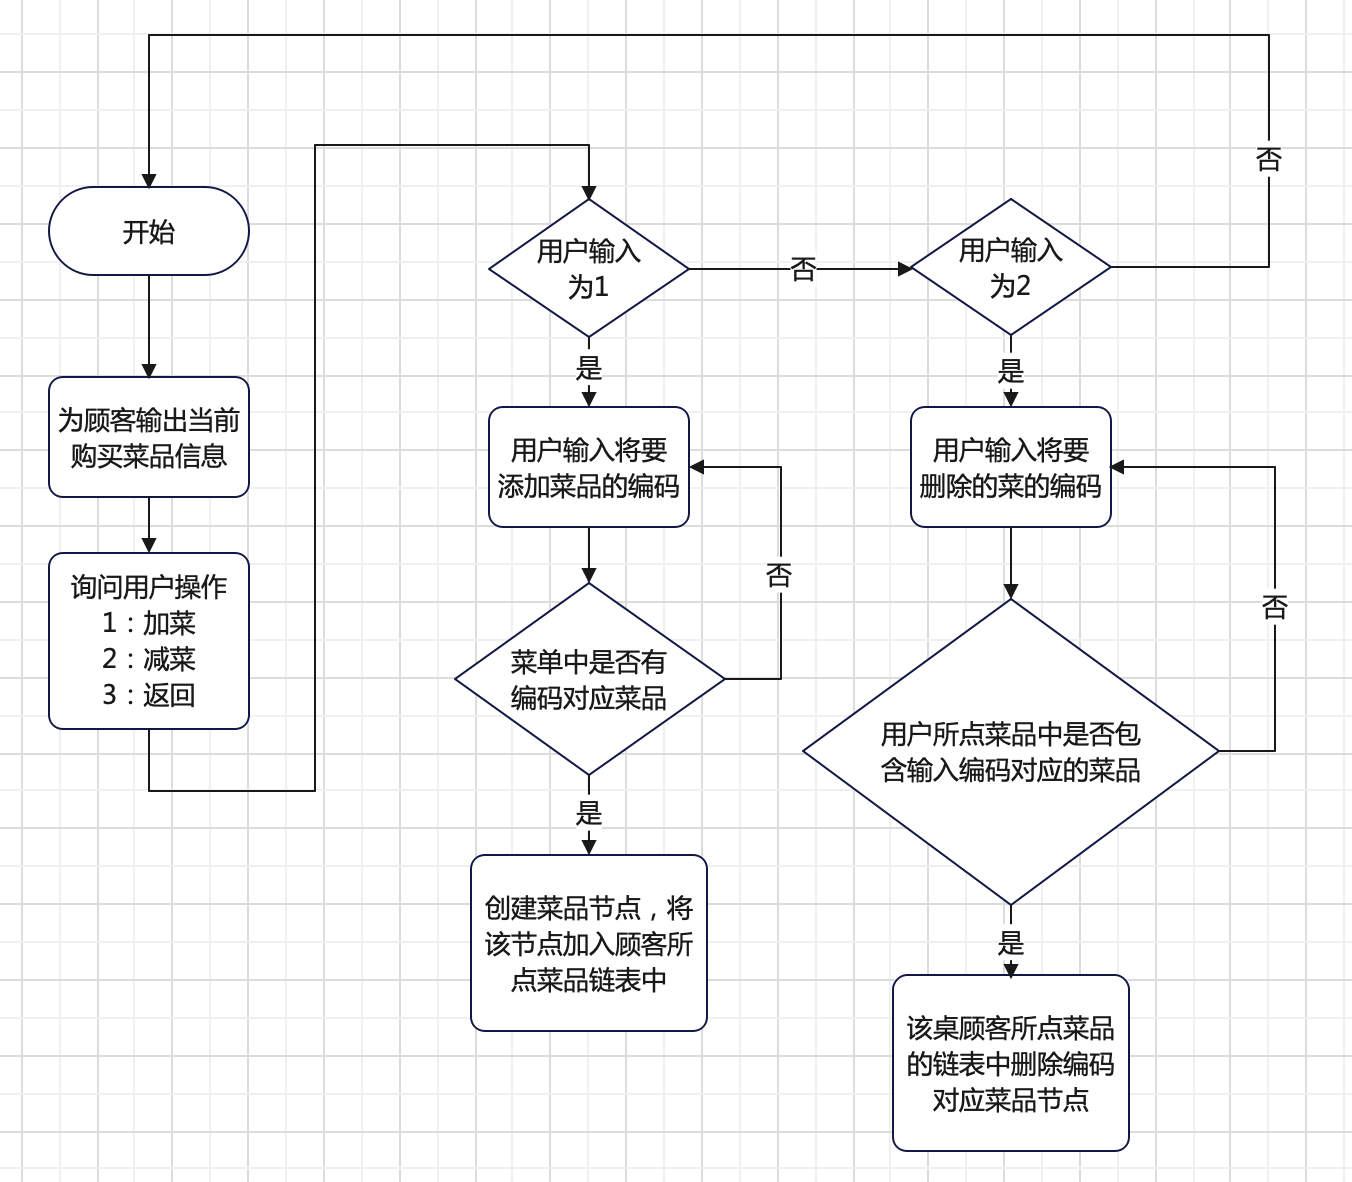 开始
为顾客输出当前
购买菜品信息
询问用户操作
1：加菜
2：减菜
3：返回
用户输入
为1
否
是
用户输入将要
添加菜品的编码
否
菜单中是否有
编码对应菜品
是
创建菜品节点，将
该节点加入顾客所
点菜品链表中
用户输入
为2
否
是
用户输入将要
删除的菜的编码
否
用户所点菜品中是否包
含输入编码对应的菜品
是
该桌顾客所点菜品
的链表中删除编码
对应菜品节点